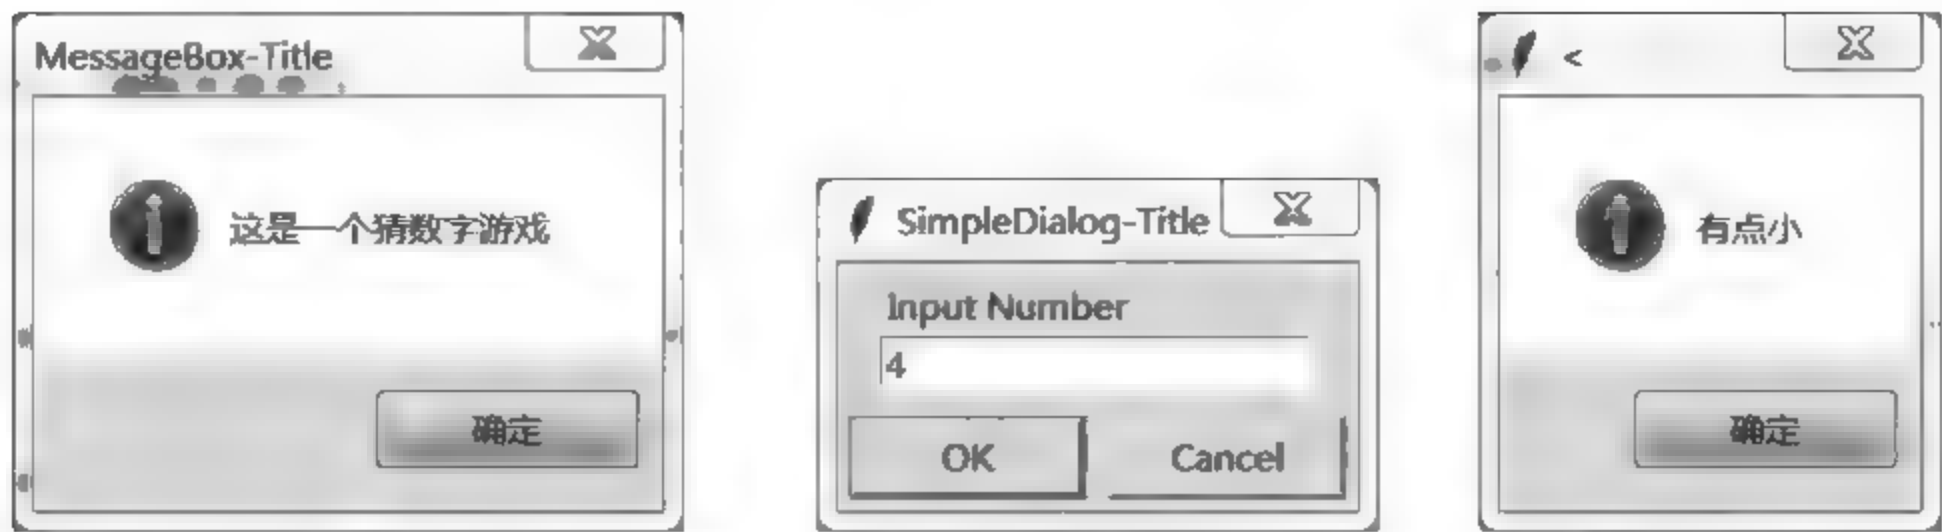 MessageBox-Title
这是一个猜数字游戏
确定
SimpleDialog-Title
Input Number
4
OK
Cancel
<
有点小
确定